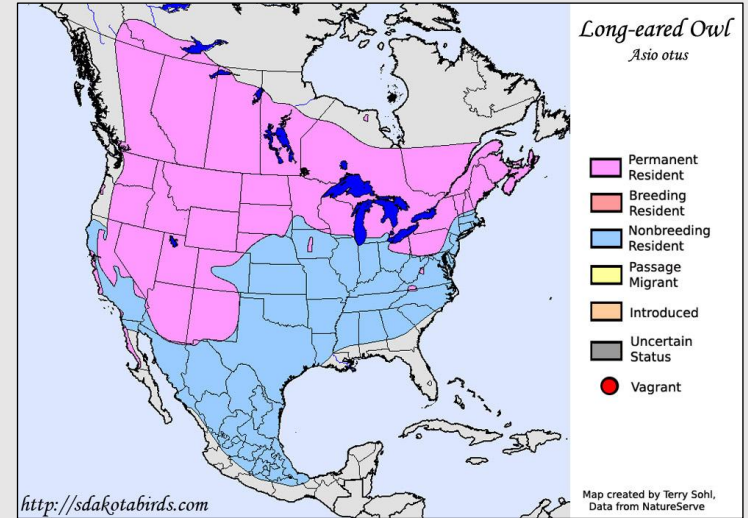 Long-eared Owl
Asio otus
Permanent
Resident
Breeding
Resident
Nonbreeding
Resident
Passage
Migrant
Introduced
Uncertain
Status
Vagrant
http://sdakotabirds.com
Map created by Terry Sohl,
Data from NatureServe